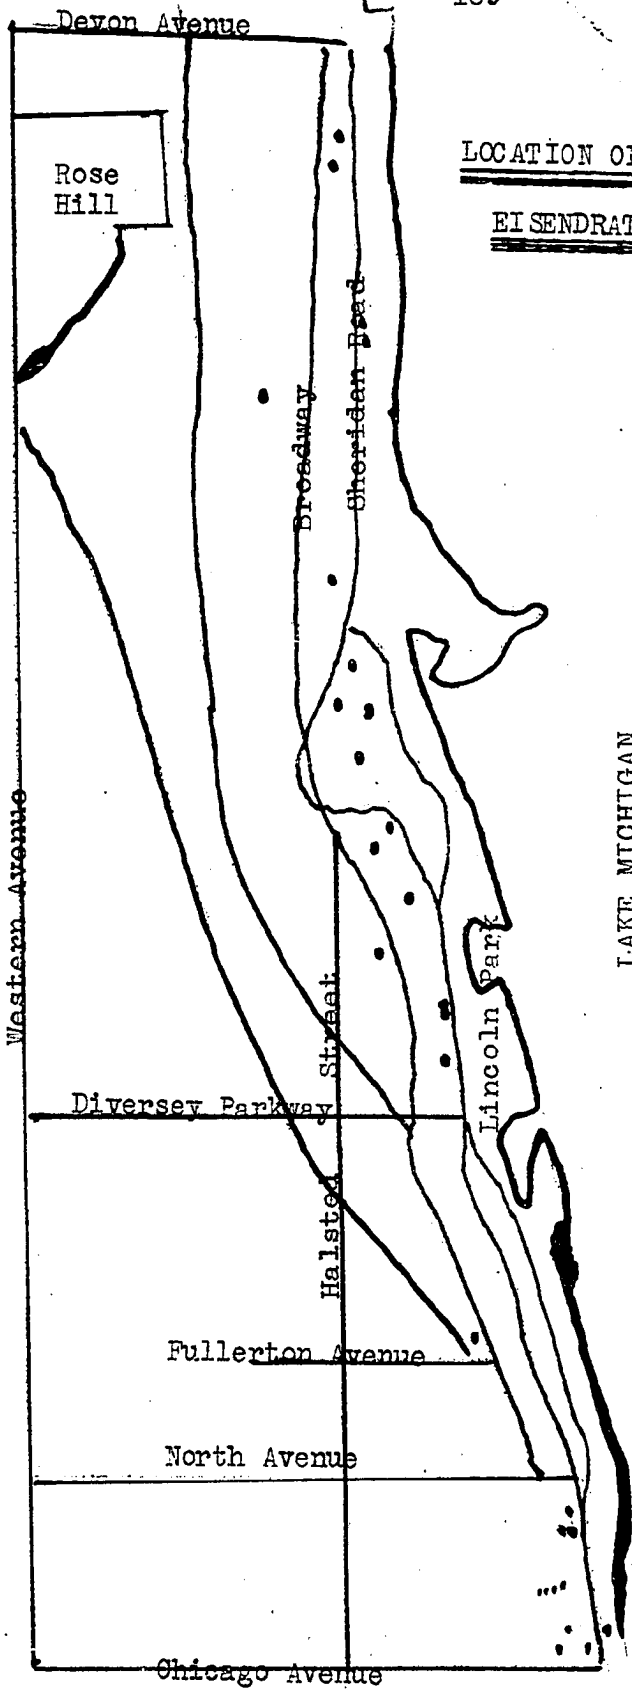 Devon Avenue
LOCATION OF
EISENDRAT
Rose
Hill
Sheridan Road
Broadway
LAKE MICHIGAN
Western Avenue
Lincoln Park
Halsted Street
Diversey Parkway
Fullerton Avenue
North Avenue
Chicago Avenue